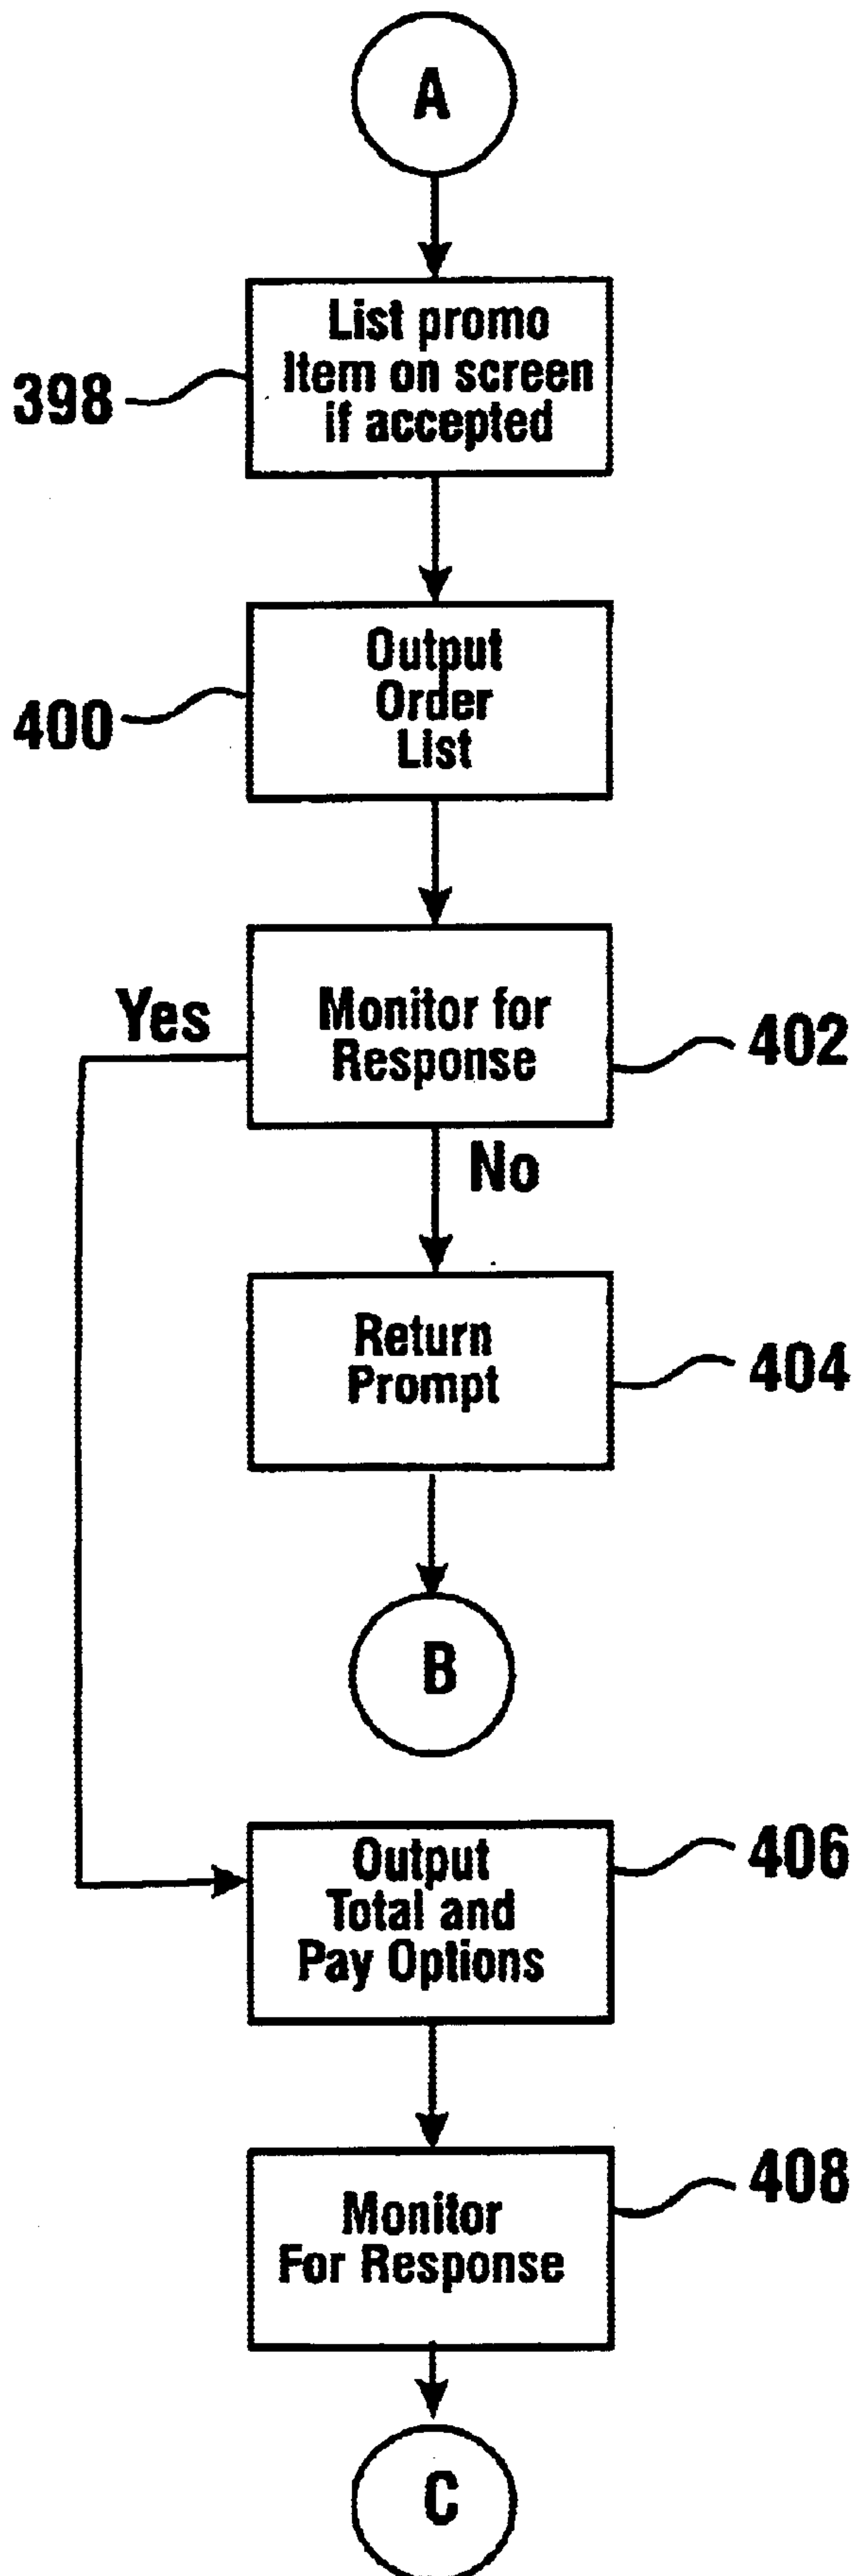 A
List promo
Item on screen
if accepted
398
Output
Order
List
400
Yes
Monitor for
Response
402
No
Return
Prompt
404
B
406
Output
Total and
Pay Options
408
Monitor
For Response
C